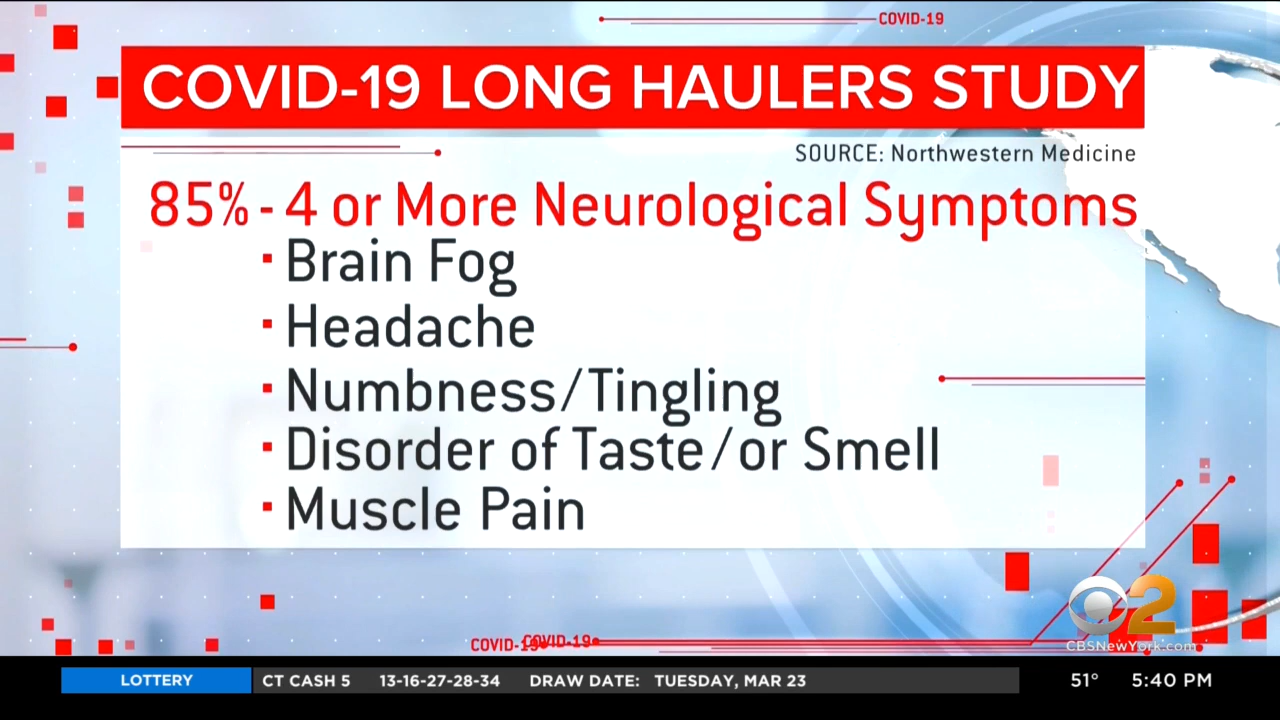 COVID-19
COVID-19 LONG HAULERS STUDY
SOURCE: Northwestern Medicine
85% - 4 or More Neurological Symptoms
Brain Fog
Headache
Numbness/Tingling
Disorder of Taste/or Smell
Muscle Pain
COVID-19 COVID-19
2
CBSNewYork.com
LOTTERY CT CASH 5 13-16-27-28-34 DRAW DATE: TUESDAY, MAR 23 51° 5:40 PM